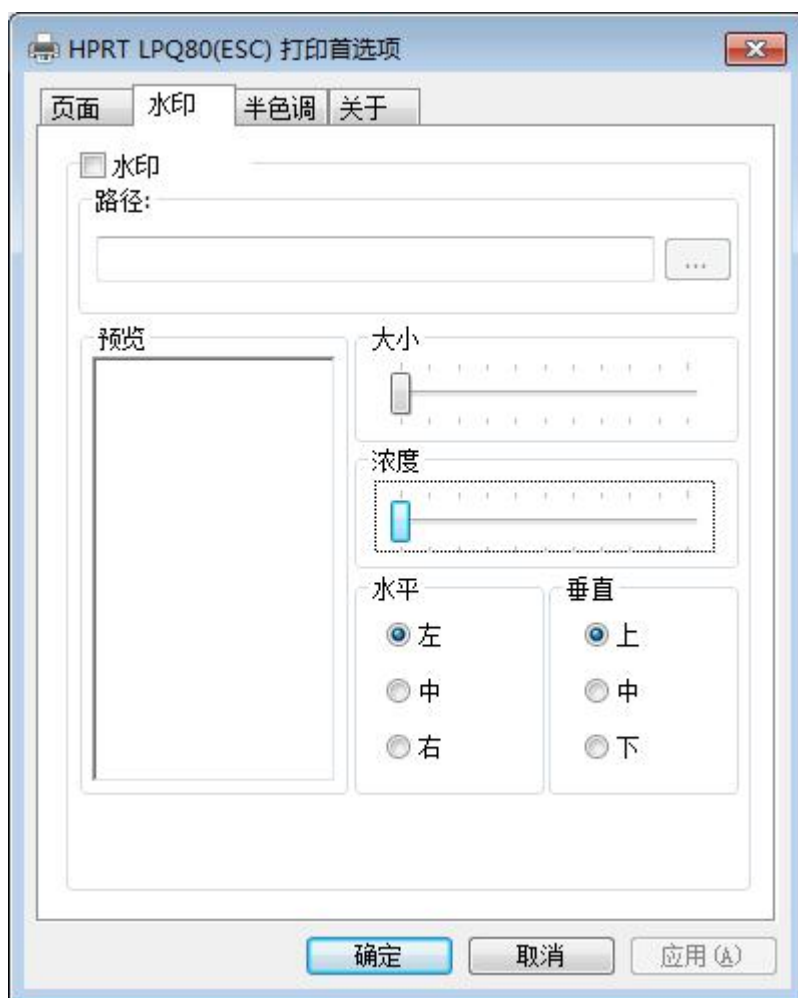 HPRT LPQ80(ESC) 打印首选项
页面 水印 半色调 关于
水印
路径:
...
预览 大小
浓度
水平 垂直
左 上
中 中
右 下
确定 取消 应用(A)